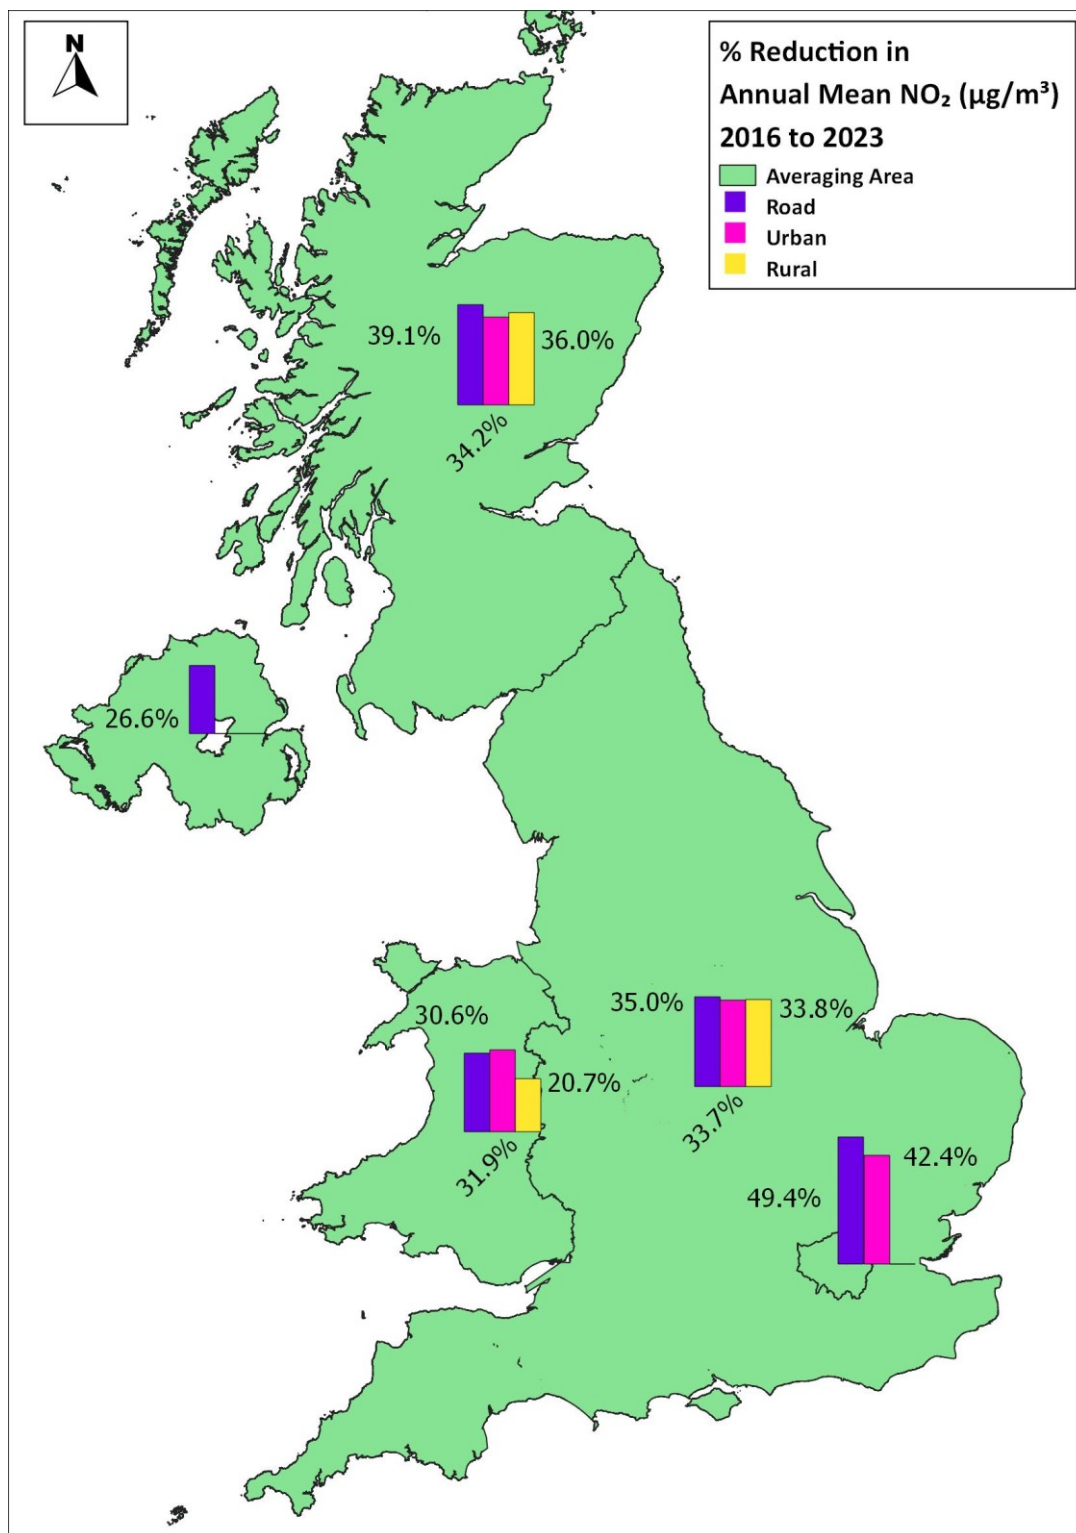 N
% Reduction in
Annual Mean NO₂ (µg/m³)
2016 to 2023
Averaging Area
Road
Urban
Rural
39.1%
36.0%
34.2%
26.6%
30.6%
20.7%
31.9%
35.0%
33.8%
33.7%
49.4%
42.4%